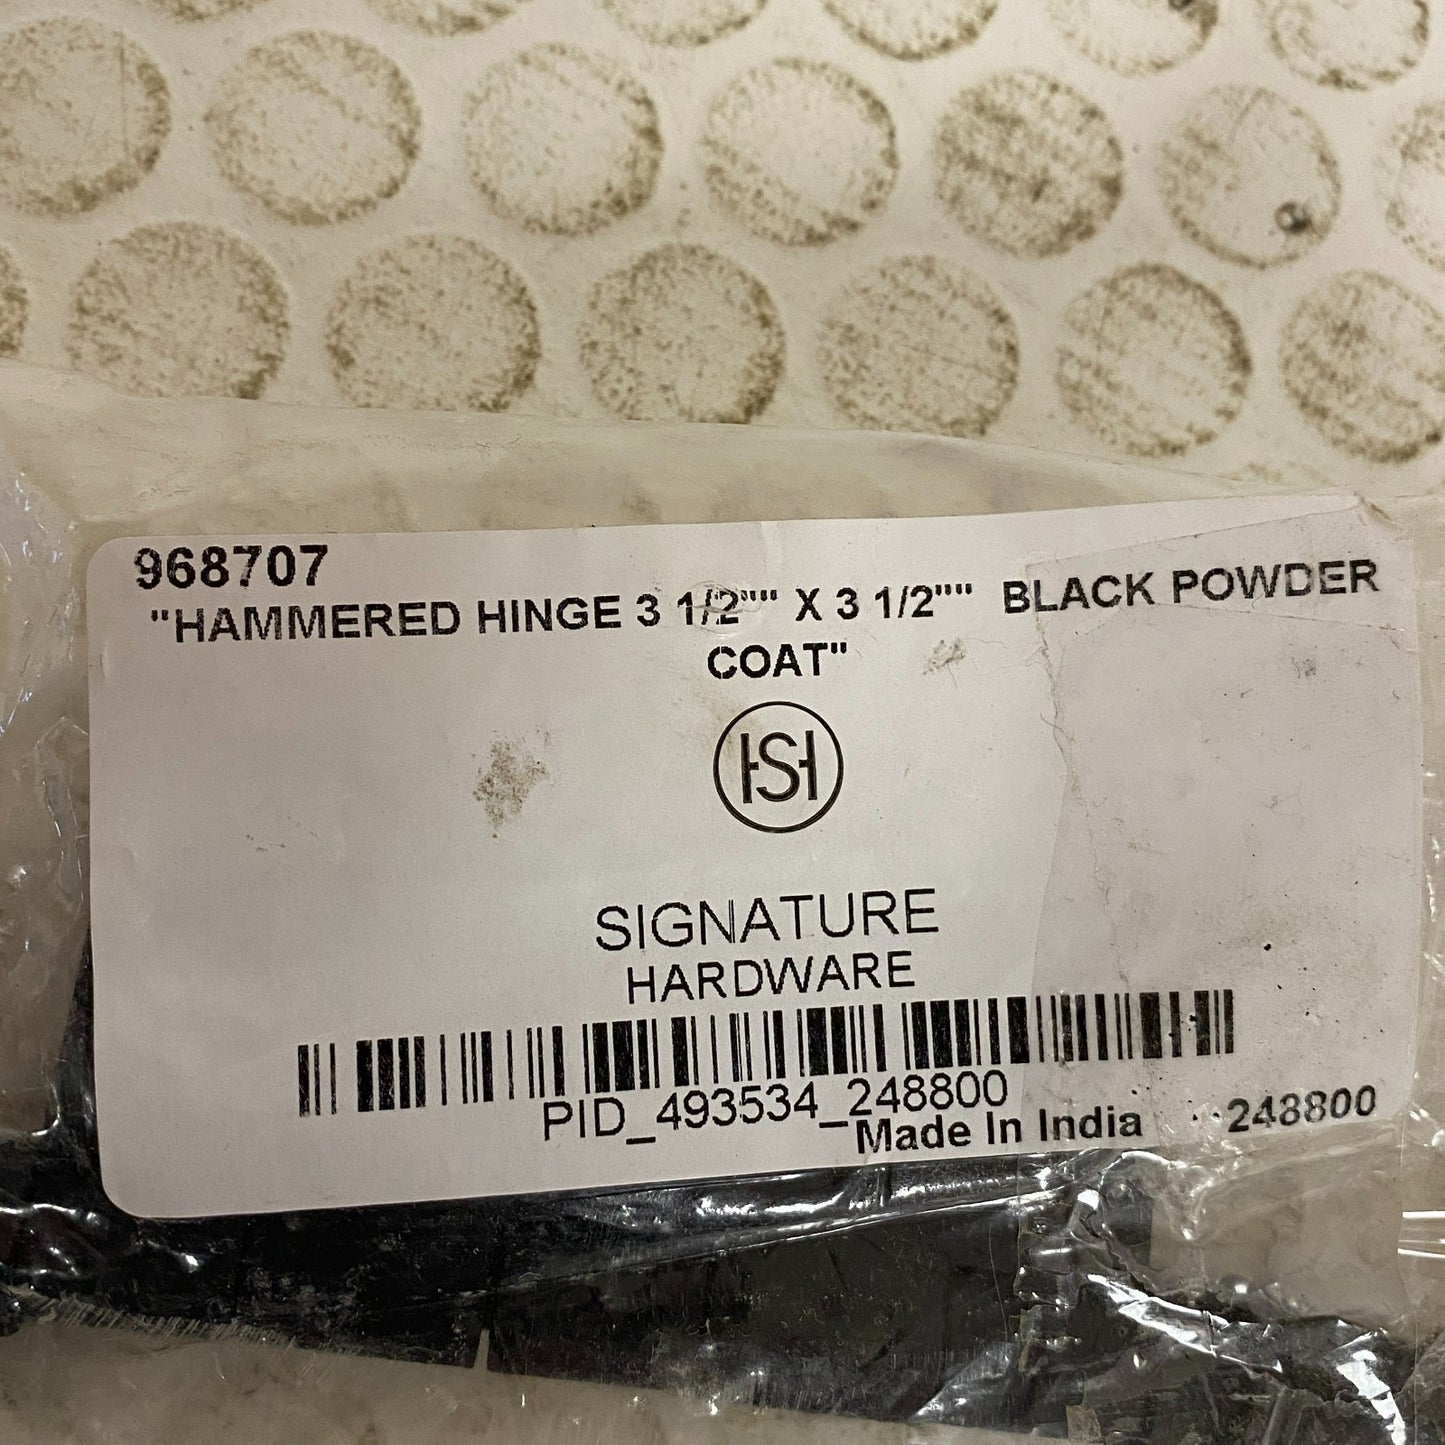 968707
"HAMMERED HINGE 3 1/2"" X 3 1/2"" BLACK POWDER
COAT"
HSH
SIGNATURE
HARDWARE
PID_493534_248800
Made In India 248800